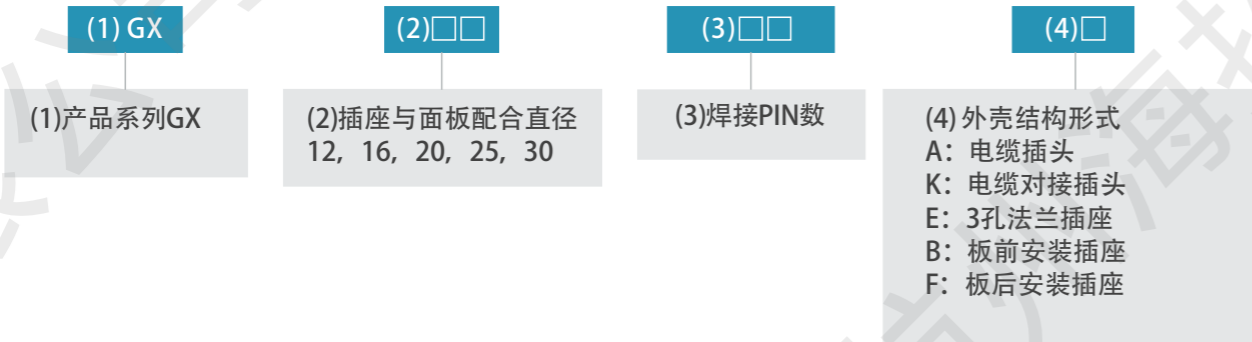 (1) GX
(2)□□
(3)□□
(4)□
(1)产品系列GX
(2)插座与面板配合直径
12，16，20，25，30
(3)焊接PIN数
(4) 外壳结构形式
A：电缆插头
K：电缆对接插头
E：3孔法兰插座
B：板前安装插座
F：板后安装插座